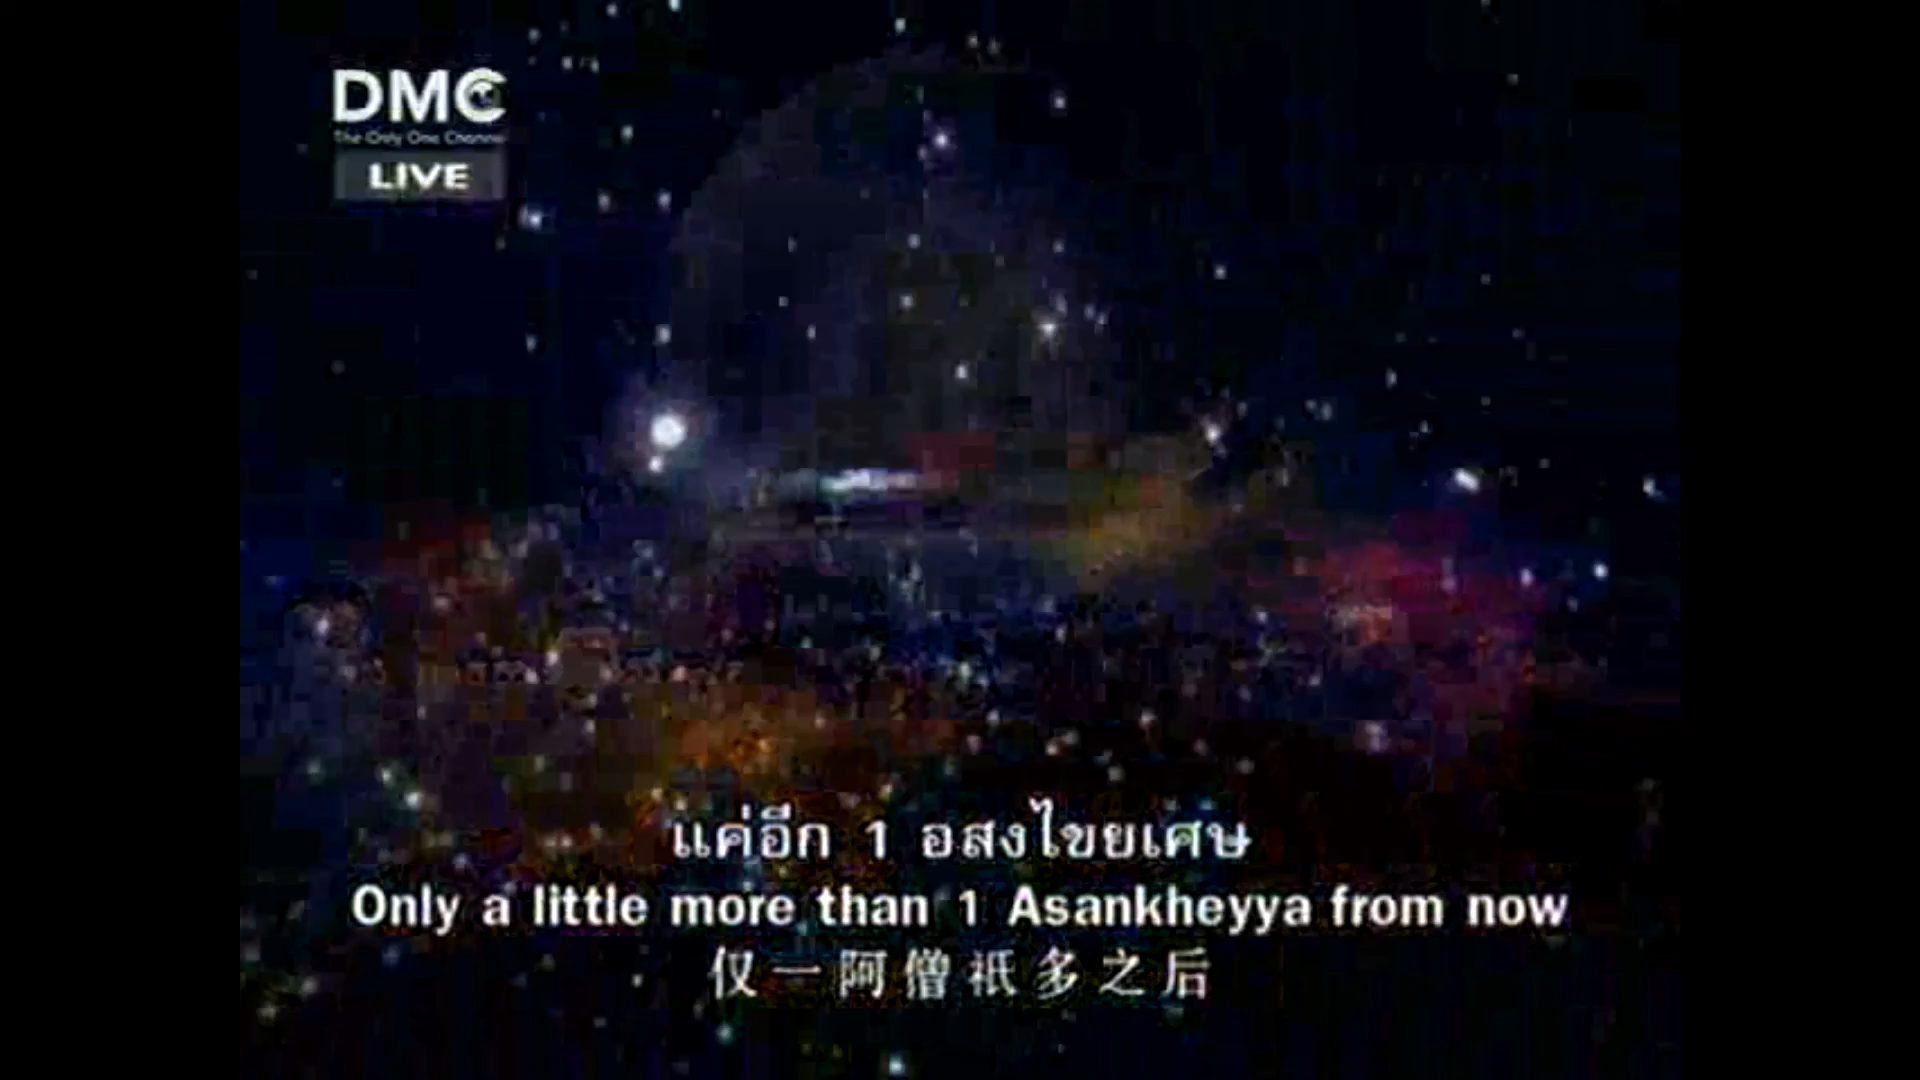 DMC
The Only One Channel
LIVE
แค่อีก 1 อสงไขยเศษ
Only a little more than 1 Asankheyya from now
仅一阿僧祇多之后